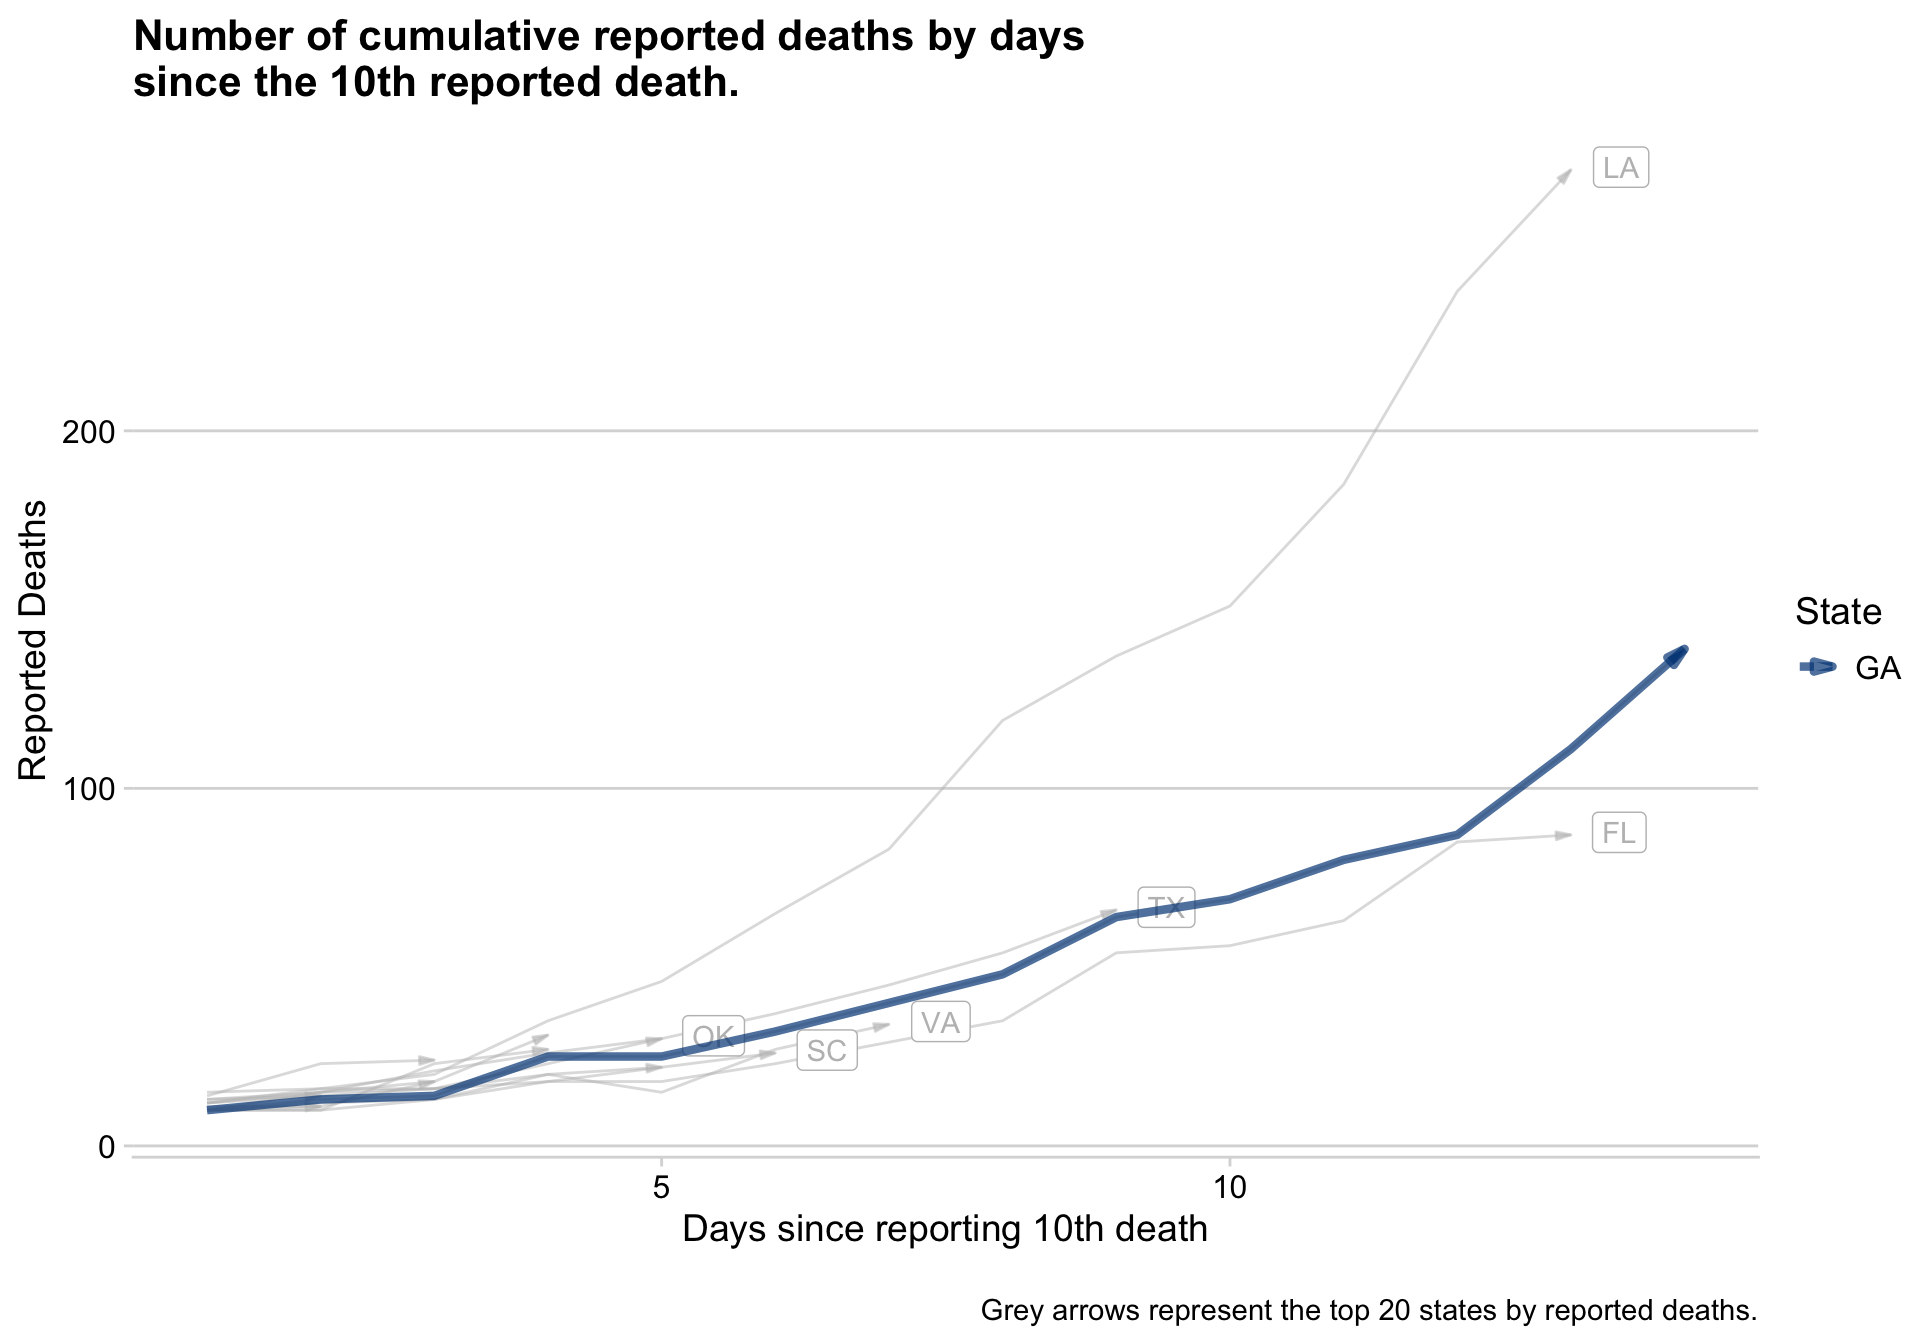 Number of cumulative reported deaths by days
since the 10th reported death.
LA
200
Reported Deaths
State
GA
100
FL
TX
OK
VA
SC
0
5
10
Days since reporting 10th death
Grey arrows represent the top 20 states by reported deaths.